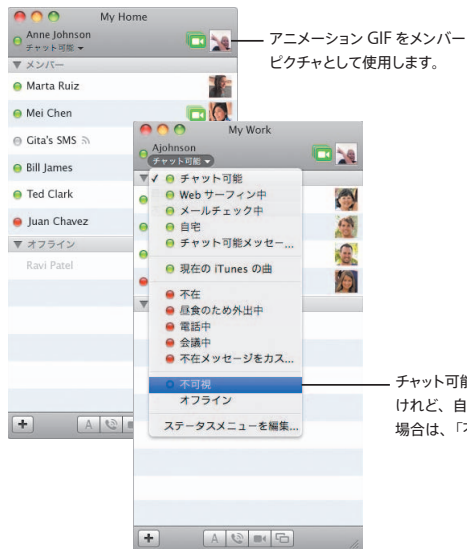 My Home
Anne Johnson
チャット可能
アニメーション GIF をメンバー
ピクチャとして使用します。
メンバー
Marta Ruiz
Mei Chen
Gita's SMS
Bill James
Ted Clark
Juan Chavez
オフライン
Ravi Patel
My Work
Ajohnson
チャット可能
✓ チャット可能
Web サーフィン中
メールチェック中
自宅
チャット可能メッセー...
現在の iTunes の曲
不在
昼食のため外出中
電話中
会議中
不在メッセージをカス...
不可視
オフライン
ステータスメニューを編集...
チャット可能
けれど、自
場合は、「
A
A